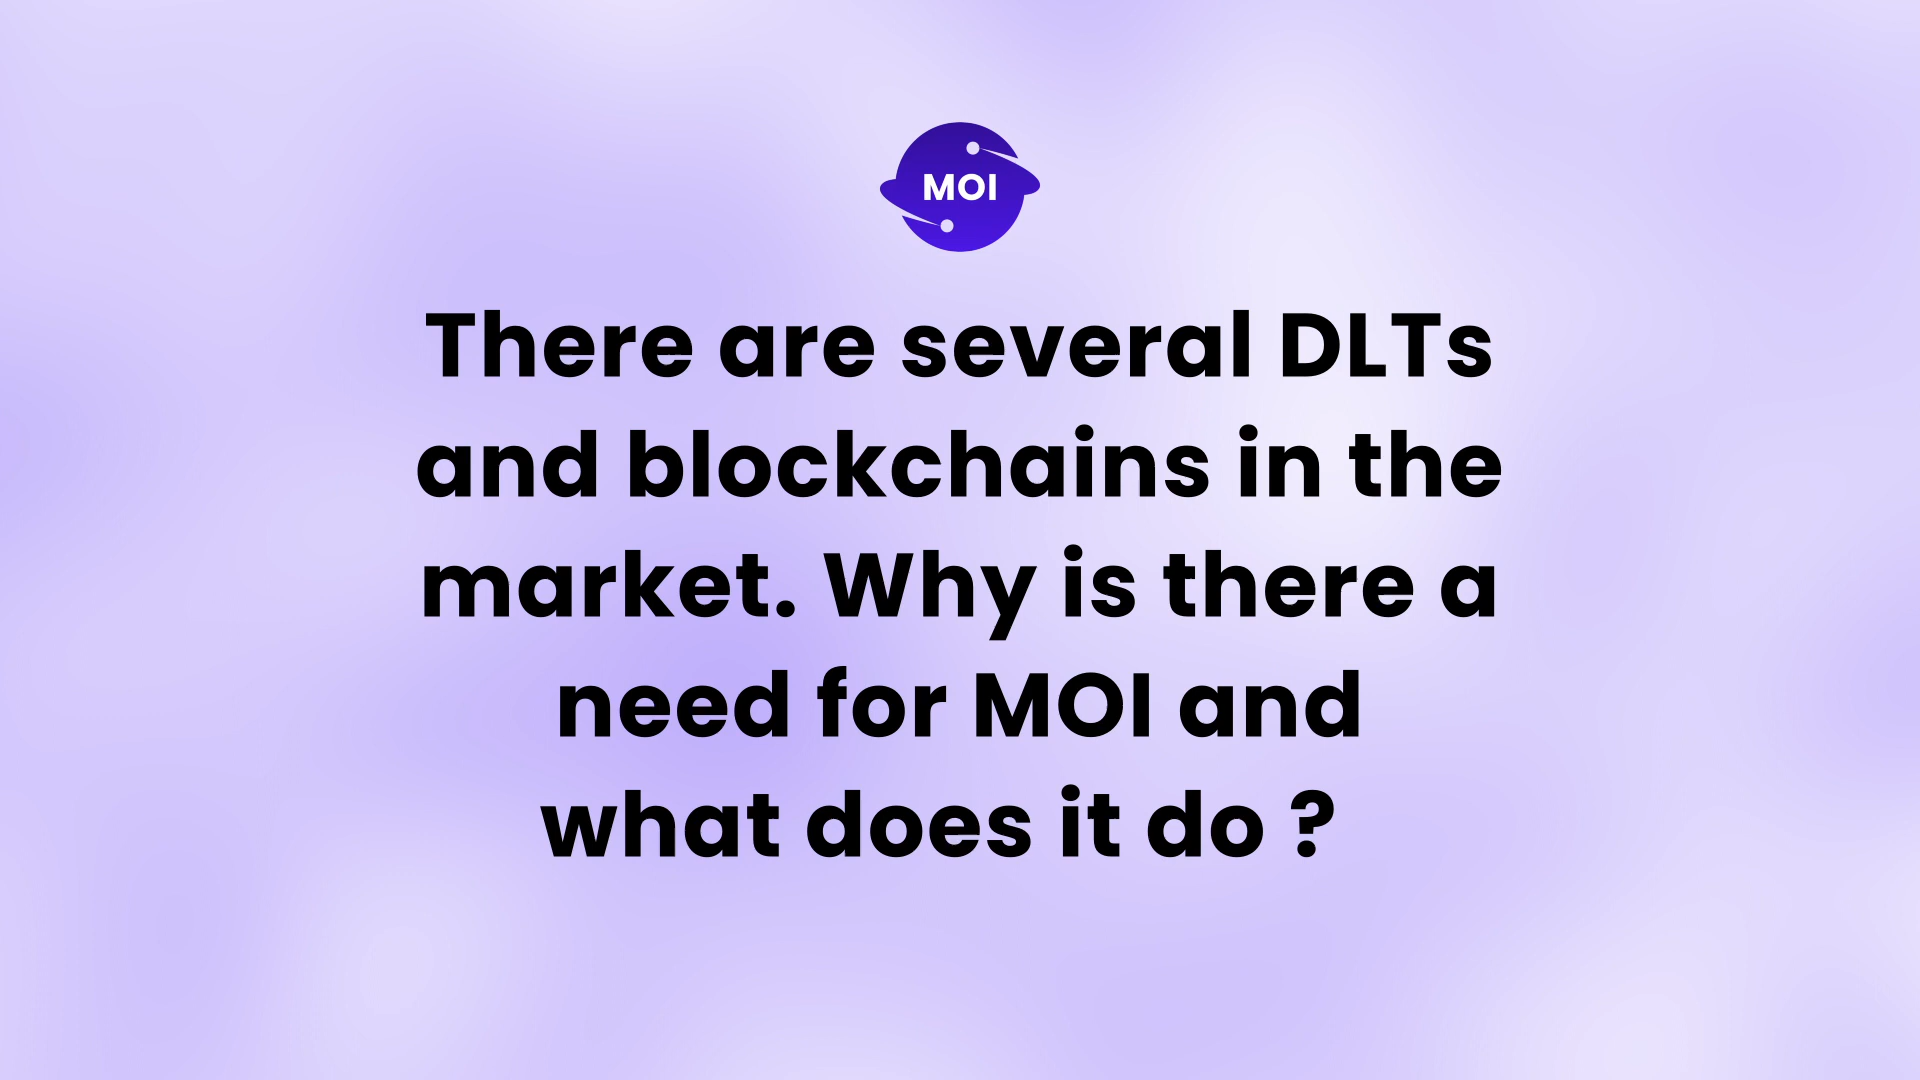 MOI
There are several DLTs
and blockchains in the
market. Why is there a
need for MOI and
what does it do ?